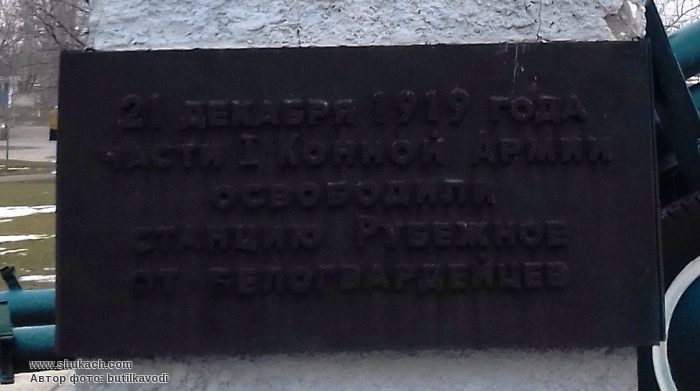 21 ДЕКАБРЯ 1919 ГОДА
ЧАСТИ I КОННОЙ АРМИИ
ОСВОБОДИЛИ
СТАНЦИЮ РУБЕЖНОЕ
ОТ БЕЛОГВАРДЕЙЦЕВ
www.shukach.com
Автор фото: butilkavodi